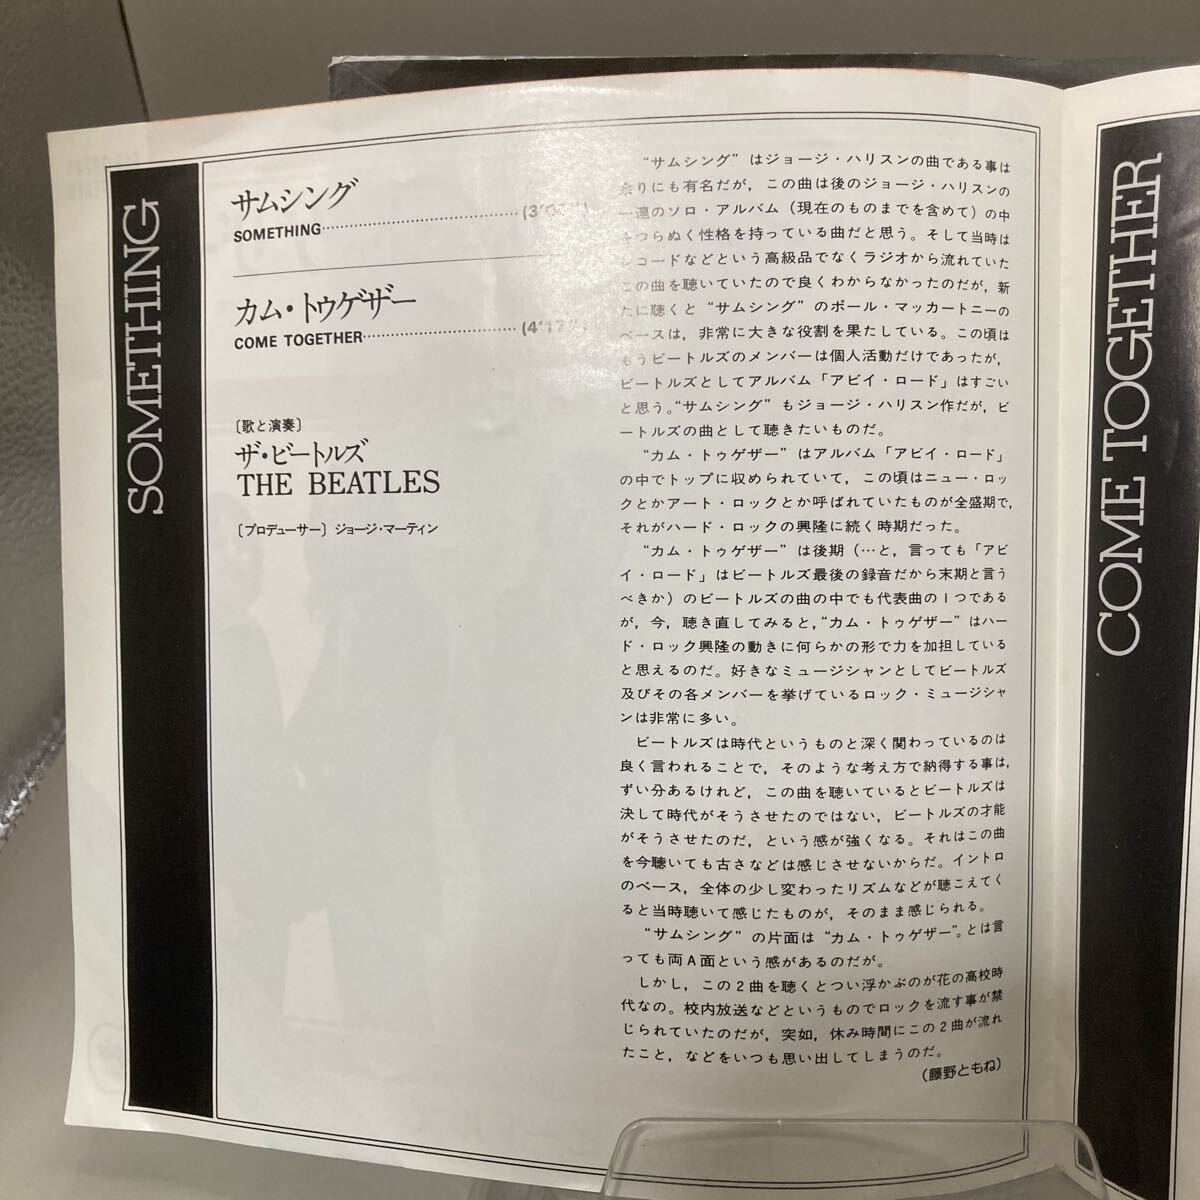 SOMETHING
サムシング
SOMETHING
カム・トゥゲザー
COME TOGETHER (4'17")
〔歌と演奏〕
ザ・ビートルズ
THE BEATLES
〔プロデューサー〕ジョージ・マーティン
“サムシング”はジョージ・ハリスンの曲である事は
余りにも有名だが，この曲は後のジョージ・ハリスンの
一連のソロ・アルバム（現在のものまでを含めて）の中
をつらぬく性格を持っている曲だと思う。そして当時は
レコードなどという高級品でなくラジオから流れていた
この曲を聴いていたので良くわからなかったのだが，新
たに聴くと“サムシング”のポール・マッカートニーの
ベースは，非常に大きな役割を果たしている。この頃は
もうビートルズのメンバーは個人活動だけであったが，
ビートルズとしてアルバム「アビイ・ロード」はすごい
と思う。“サムシング”もジョージ・ハリスン作だが，ビ
ートルズの曲として聴きたいものだ。
“カム・トゥゲザー”はアルバム「アビイ・ロード」
の中でトップに収められていて，この頃はニュー・ロッ
クとかアート・ロックとか呼ばれていたものが全盛期で，
それがハード・ロックの興隆に続く時期だった。
“カム・トゥゲザー”は後期（…と，言っても「アビ
イ・ロード」はビートルズ最後の録音だから末期と言う
べきか）のビートルズの曲の中でも代表曲の1つである
が，今，聴き直してみると，“カム・トゥゲザー”はハー
ド・ロック興隆の動きに何らかの形で力を加担している
と思えるのだ。好きなミュージシャンとしてビートルズ
及びその各メンバーを挙げているロック・ミュージシャ
ンは非常に多い。
ビートルズは時代というものと深く関わっているのは
良く言われることで，そのような考え方で納得する事は，
ずい分あるけれど，この曲を聴いているとビートルズは
決して時代がそうさせたのではない，ビートルズの才能
がそうさせたのだ，という感が強くなる。それはこの曲
を今聴いても古さなどは感じさせないからだ。イントロ
のベース，全体の少し変わったリズムなどが聴こえてく
ると当時聴いて感じたものが，そのまま感じられる。
“サムシング”の片面は“カム・トゥゲザー”。とは言
っても両A面という感があるのだが。
しかし，この2曲を聴くとつい浮かぶのが花の高校時
代なの。校内放送などというものでロックを流す事が禁
じられていたのだが，突如，休み時間にこの2曲が流れ
たこと，などをいつも思い出してしまうのだ。
（藤野ともね）
COME TOGETHER